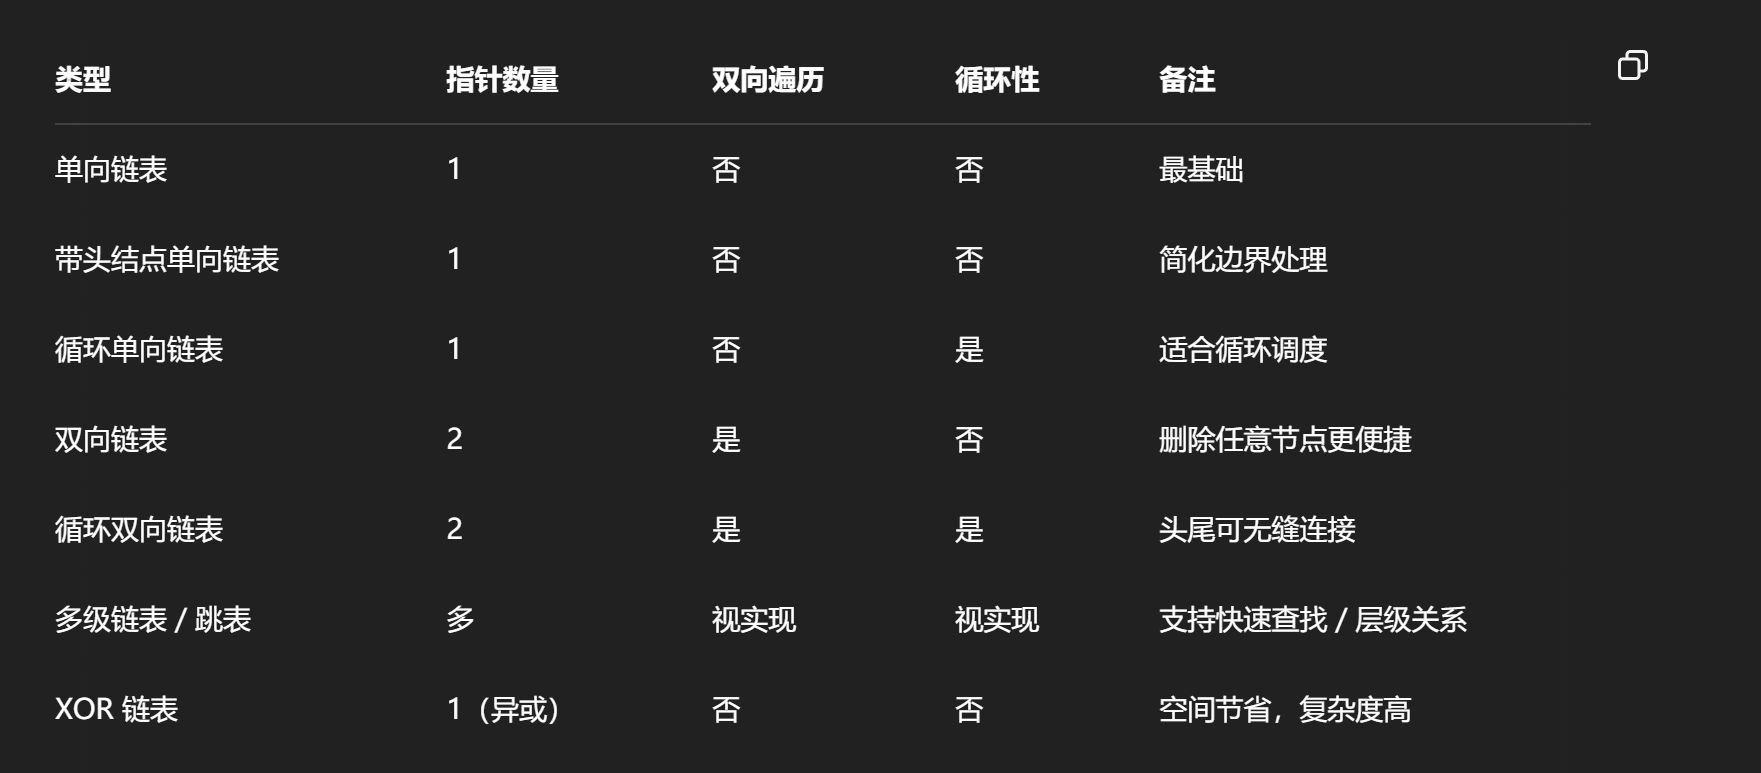 类型 指针数量 双向遍历 循环性 备注
单向链表 1 否 否 最基础
带头结点单向链表 1 否 否 简化边界处理
循环单向链表 1 否 是 适合循环调度
双向链表 2 是 否 删除任意节点更便捷
循环双向链表 2 是 是 头尾可无缝连接
多级链表 / 跳表 多 视实现 视实现 支持快速查找 / 层级关系
XOR 链表 1（异或） 否 否 空间节省，复杂度高